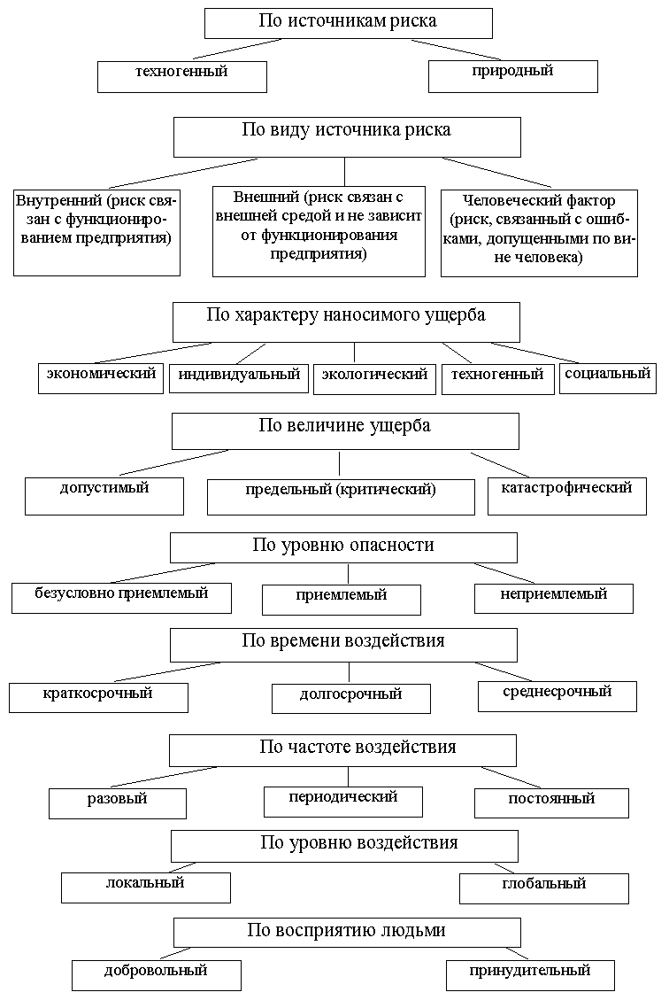 По источникам риска
техногенный
природный
По виду источника риска
Внутренний (риск свя-
зан с функциониро-
ванием предприятия)
Внешний (риск связан с
внешней средой и не зависит
от функционирования
предприятия)
Человеческий фактор
(риск, связанный с ошиб-
ками, допущенными по ви-
не человека)
По характеру наносимого ущерба
экономический
индивидуальный
экологический
техногенный
социальный
По величине ущерба
допустимый
предельный (критический)
катастрофический
По уровню опасности
безусловно приемлемый
приемлемый
неприемлемый
По времени воздействия
краткосрочный
долгосрочный
среднесрочный
По частоте воздействия
разовый
периодический
постоянный
По уровню воздействия
локальный
глобальный
По восприятию людьми
добровольный
принудительный